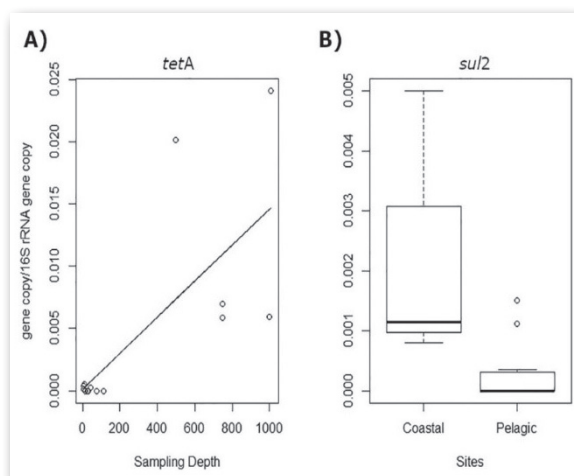 A)
tetA
gene copy/16S rRNA gene copy
0.025
0.020
0.015
0.010
0.005
0.000
0 200 400 600 800 1000
Sampling Depth
B)
sul2
0.005
0.004
0.003
0.002
0.001
0.000
Coastal Pelagic
Sites